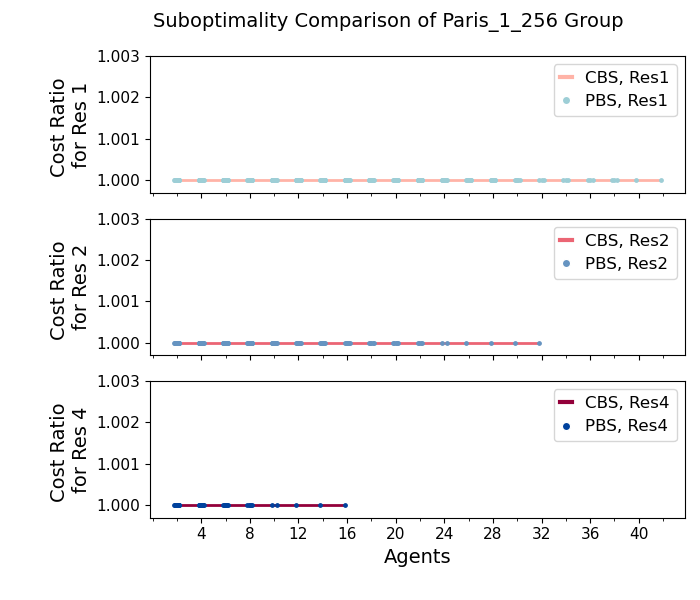 Suboptimality Comparison of Paris_1_256 Group
Cost Ratio
for Res 1
1.003
1.002
1.001
1.000
CBS, Res1
PBS, Res1
Cost Ratio
for Res 2
1.003
1.002
1.001
1.000
CBS, Res2
PBS, Res2
Cost Ratio
for Res 4
1.003
1.002
1.001
1.000
CBS, Res4
PBS, Res4
4 8 12 16 20 24 28 32 36 40
Agents